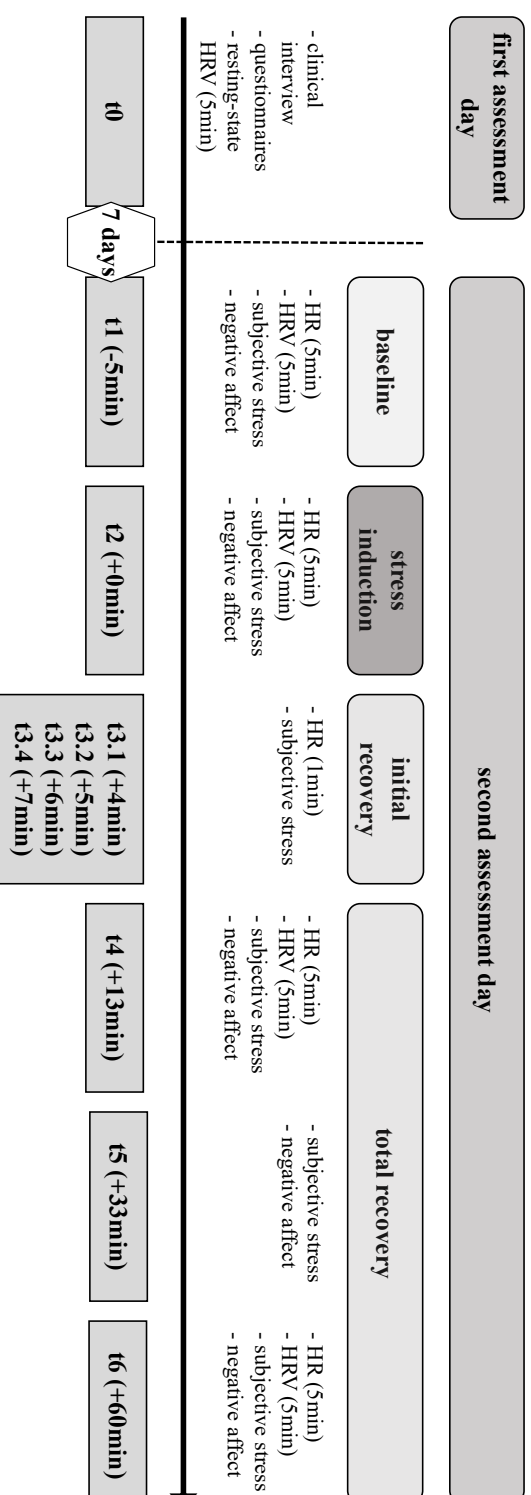 first assessment
day
second assessment day
baseline
stress
induction
initial
recovery
total recovery
- clinical
interview
- questionnaires
- resting-state
HRV (5min)
- HR (5min)
- HRV (5min)
- subjective stress
- negative affect
- HR (5min)
- HRV (5min)
- subjective stress
- negative affect
- HR (1min)
- subjective stress
- HR (5min)
- HRV (5min)
- subjective stress
- negative affect
- subjective stress
- negative affect
- HR (5min)
- HRV (5min)
- subjective stress
- negative affect
t0
7 days
t1 (-5min)
t2 (+0min)
t3.1 (+4min)
t3.2 (+5min)
t3.3 (+6min)
t3.4 (+7min)
t4 (+13min)
t5 (+33min)
t6 (+60min)